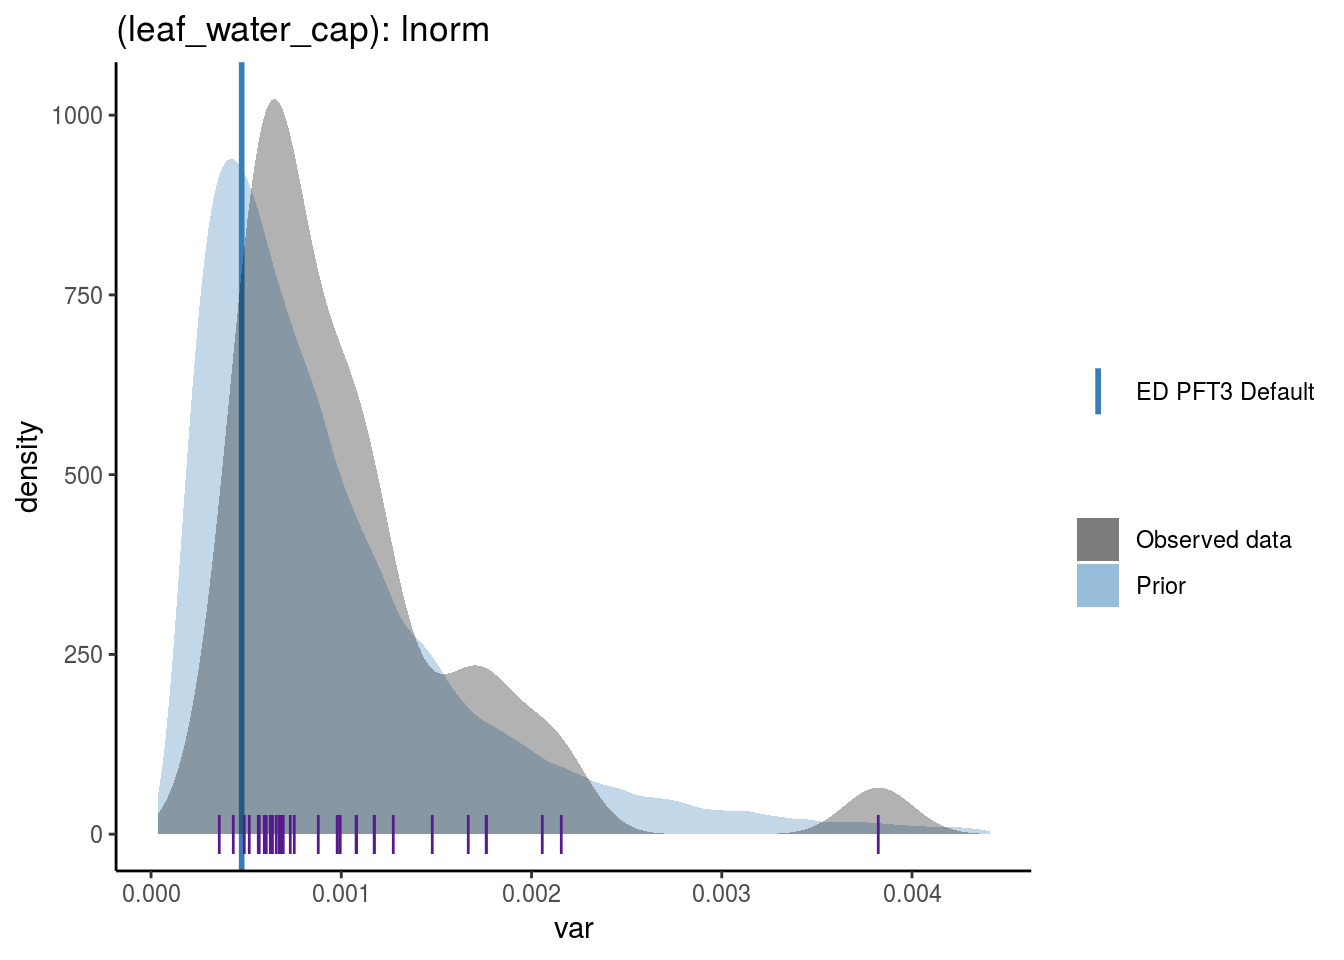 (leaf_water_cap): lnorm
density
1000
750
500
250
0
0.000
0.001
0.002
0.003
0.004
var
ED PFT3 Default
Observed data
Prior